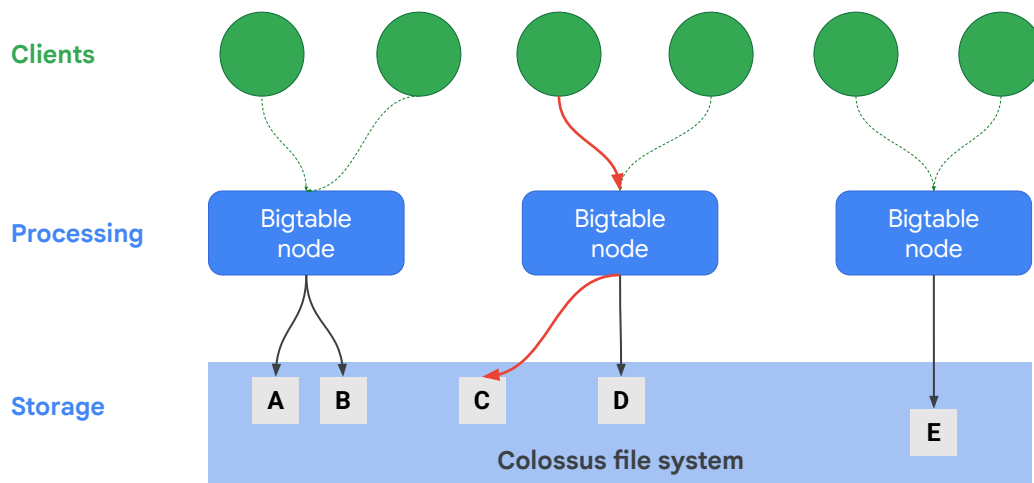 Clients
Processing
Bigtable
node
Bigtable
node
Bigtable
node
Storage
A
B
C
D
E
Colossus file system